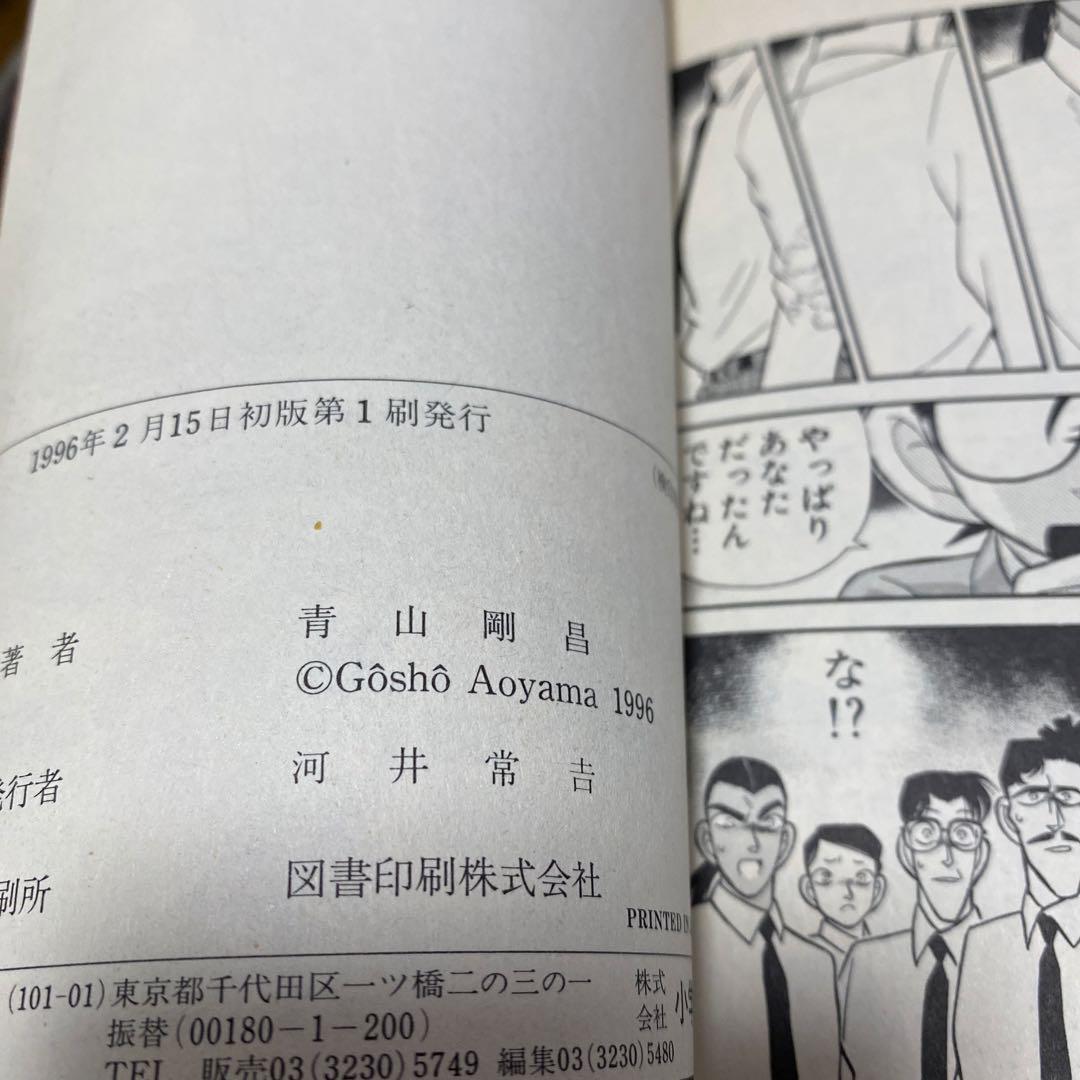 1996年2月15日初版第1刷発行
著者 青山剛昌
©Gôshô Aoyama 1996
発行者 河井常吉
刷所 図書印刷株式会社
PRINTED IN
(101-01)東京都千代田区一ツ橋二の三の一
株式会社 小
振替(00180-1-200)
TEL 販売03(3230)5749 編集03(3230)5480
やっぱり
あなた
だったん
ですね…
な!?